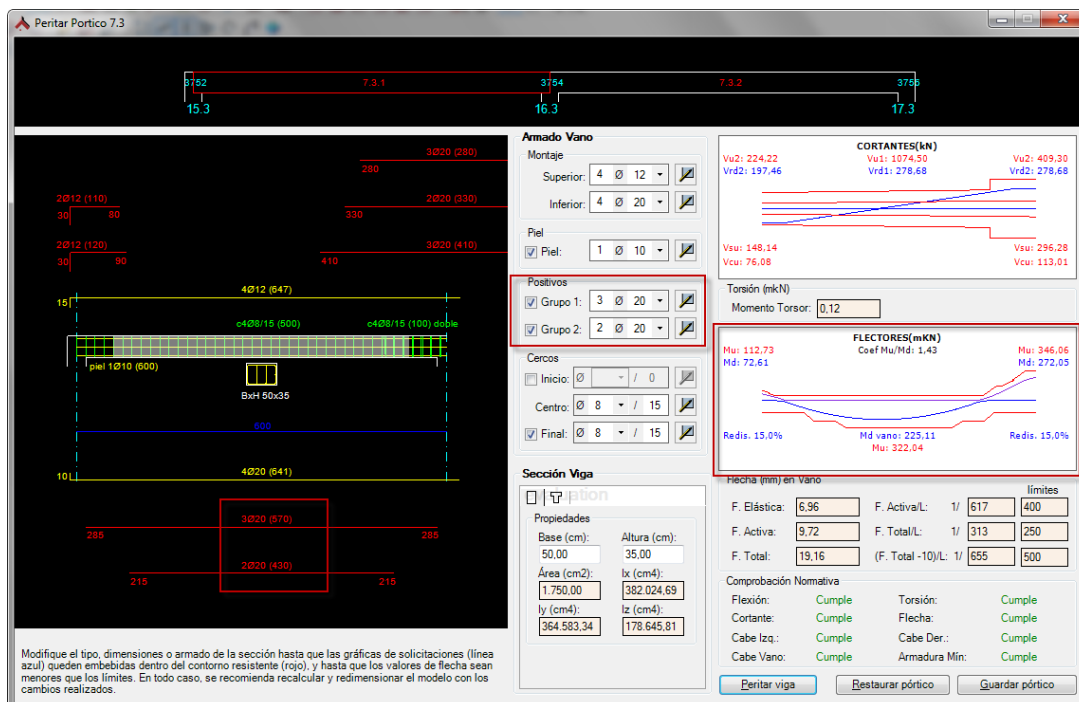 Peritar Portico 7.3
3752 7.3.1 3754 7.3.2 3756
15.3 16.3 17.3
3Ø20 (280)
280
2Ø12 (110) 2Ø20 (330)
30 80 330
2Ø12 (120) 3Ø20 (410)
30 90 410
4Ø12 (647)
15
c4Ø8/15 (500) c4Ø8/15 (100) doble
piel 1Ø10 (600)
BxH 50x35
600
4Ø20 (641)
10
3Ø20 (570)
285 285
2Ø20 (430)
215 215
Modifique el tipo, dimensiones o armado de la sección hasta que las gráficas de solicitaciones (línea
azul) queden embebidas dentro del contorno resistente (rojo), y hasta que los valores de flecha sean
menores que los límites. En todo caso, se recomienda recalcular y redimensionar el modelo con los
cambios realizados.
Armado Vano
Montaje
Superior: 4 Ø 12
Inferior: 4 Ø 20
Piel
Piel: 1 Ø 10
Positivos
Grupo 1: 3 Ø 20
Grupo 2: 2 Ø 20
Cercos
Inicio: Ø / 0
Centro: Ø 8 / 15
Final: Ø 8 / 15
Sección Viga
Propiedades
Base (cm): Altura (cm):
50,00 35,00
Área (cm2): Ix (cm4):
1.750,00 382.024,69
Iy (cm4): Iz (cm4):
364.583,34 178.645,81
CORTANTES(kN)
Vu2: 224,22 Vu1: 1074,50 Vu2: 409,30
Vrd2: 197,46 Vrd1: 278,68 Vrd2: 278,68
Vsu: 148,14 Vsu: 296,28
Vcu: 76,08 Vcu: 113,01
Torsión (mkN)
Momento Torsor: 0,12
FLECTORES(mKN)
Mu: 112,73 Coef Mu/Md: 1,43 Mu: 346,06
Md: 72,61 Md: 272,05
Redis. 15,0% Md vano: 225,11 Redis. 15,0%
Mu: 322,04
Flecha (mm) en Vano
límites
F. Elástica: 6,96 F. Activa/L: 1/ 617 400
F. Activa: 9,72 F. Total/L: 1/ 313 250
F. Total: 19,16 (F. Total -10)/L: 1/ 655 500
Comprobación Normativa
Flexión: Cumple Torsión: Cumple
Cortante: Cumple Flecha: Cumple
Cabe Izq.: Cumple Cabe Der.: Cumple
Cabe Vano: Cumple Armadura Mín: Cumple
Peritar viga Restaurar pórtico Guardar pórtico